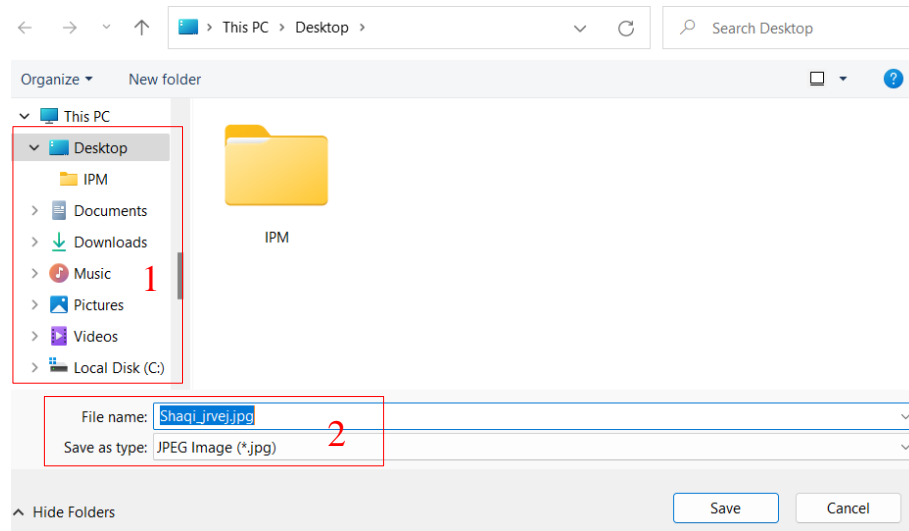 This PC > Desktop >
Search Desktop
Organize
New folder
This PC
Desktop
IPM
Documents
Downloads
Music
Pictures
Videos
Local Disk (C:)
1
IPM
File name: Shaqi_jrvej.jpg
Save as type: JPEG Image (*.jpg)
2
Hide Folders
Save
Cancel